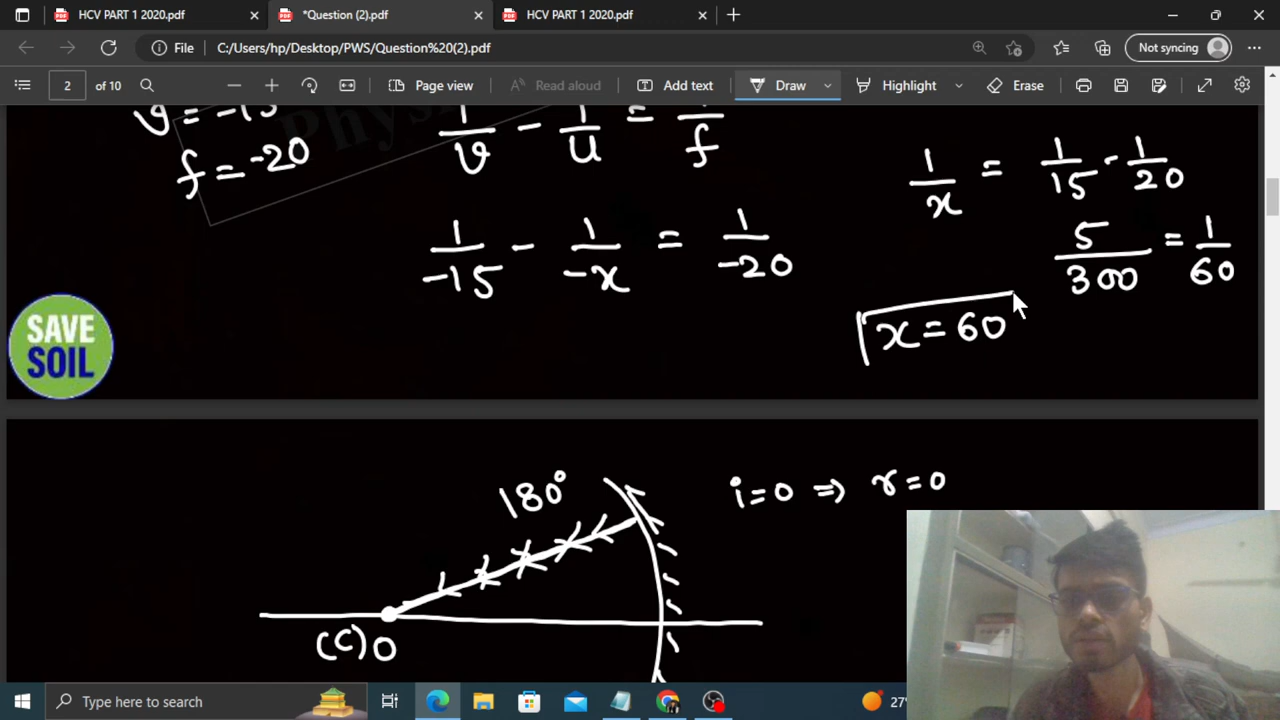 HCV PART 1 2020.pdf
*Question (2).pdf
HCV PART 1 2020.pdf
File
C:/Users/hp/Desktop/PWS/Question%20(2).pdf
Not syncing
2 of 10
Page view
Read aloud
Add text
Draw
Highlight
Erase
v = -15
f = -20
1/v - 1/u = 1/f
1/-15 - 1/-x = 1/-20
1/x = 1/15 - 1/20
5/300 = 1/60
x = 60
SAVE
SOIL
180°
i=0 ⇒ r=0
(C) O
Type here to search
27°